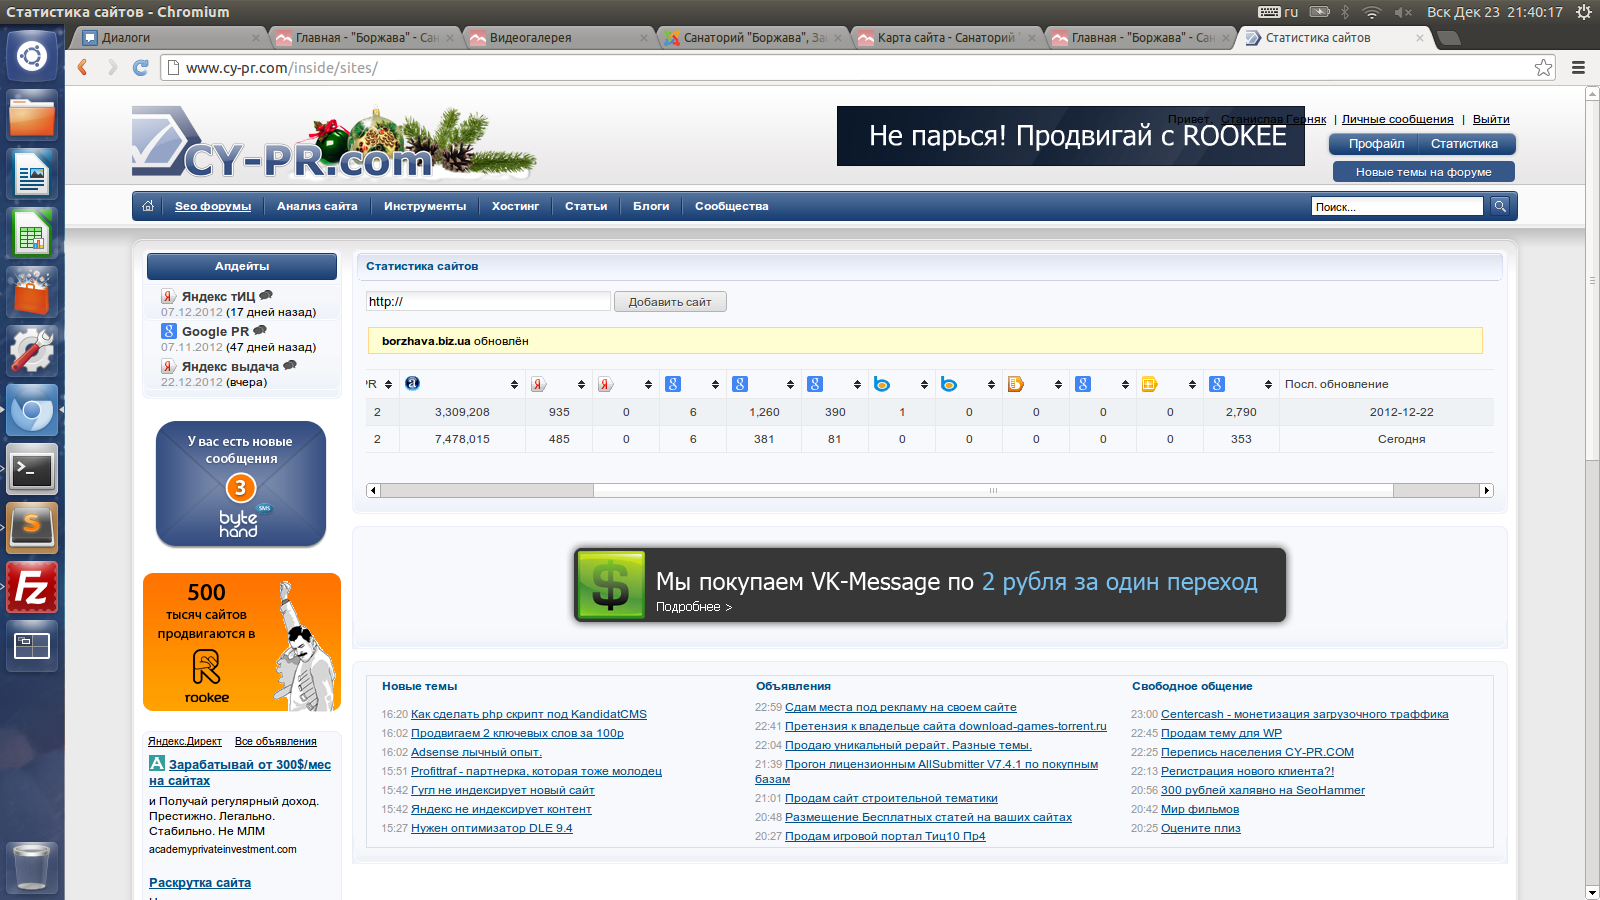 Статистика сайтов - Chromium
ru
Вск Дек 23 21:40:17
Диалоги
Главная - "Боржава" - Сан
Видеогалерея
Санаторий "Боржава", За
Карта сайта - Санаторий
Главная - "Боржава" - Сан
Статистика сайтов
www.cy-pr.com/inside/sites/
CY-PR.com
Не парься! Продвигай с ROOKEE
Привет, Станислав Герняк | Личные сообщения | Выйти
Профайл
Статистика
Новые темы на форуме
Seo форумы
Анализ сайта
Инструменты
Хостинг
Статьи
Блоги
Сообщества
Поиск...
Апдейты
Яндекс тИЦ
07.12.2012 (17 дней назад)
Google PR
07.11.2012 (47 дней назад)
Яндекс выдача
22.12.2012 (вчера)
У вас есть новые
сообщения
3
byte
hand
SMS
500
тысяч сайтов
продвигаются в
rookee
Яндекс.Директ Все объявления
Зарабатывай от 300$/мес
на сайтах
и Получай регулярный доход.
Престижно. Легально.
Стабильно. Не МЛМ
academyprivateinvestment.com
Раскрутка сайта
Статистика сайтов
http://
Добавить сайт
borzhava.biz.ua обновлён
PR
Посл. обновление
2 3,309,208 935 0 6 1,260 390 1 0 0 0 0 2,790 2012-12-22
2 7,478,015 485 0 6 381 81 0 0 0 0 0 353 Сегодня
$
Мы покупаем VK-Message по 2 рубля за один переход
Подробнее >
Новые темы
16:20 Как сделать php скрипт под KandidatCMS
16:02 Продвигаем 2 ключевых слов за 100р
16:02 Adsense лычный опыт.
15:51 Profittraf - партнерка, которая тоже молодец
15:42 Гугл не индексирует новый сайт
15:42 Яндекс не индексирует контент
15:27 Нужен оптимизатор DLE 9.4
Объявления
22:59 Сдам места под рекламу на своем сайте
22:41 Претензия к владельце сайта download-games-torrent.ru
22:04 Продаю уникальный рерайт. Разные темы.
21:39 Прогон лицензионным AllSubmitter V7.4.1 по покупным
базам
21:01 Продам сайт строительной тематики
20:48 Размещение Бесплатных статей на ваших сайтах
20:27 Продам игровой портал Тиц10 Пр4
Свободное общение
23:00 Centercash - монетизация загрузочного траффика
22:45 Продам тему для WP
22:25 Перепись населения CY-PR.COM
22:13 Регистрация нового клиента?!
20:56 300 рублей халявно на SeoHammer
20:42 Мир фильмов
20:25 Оцените плиз